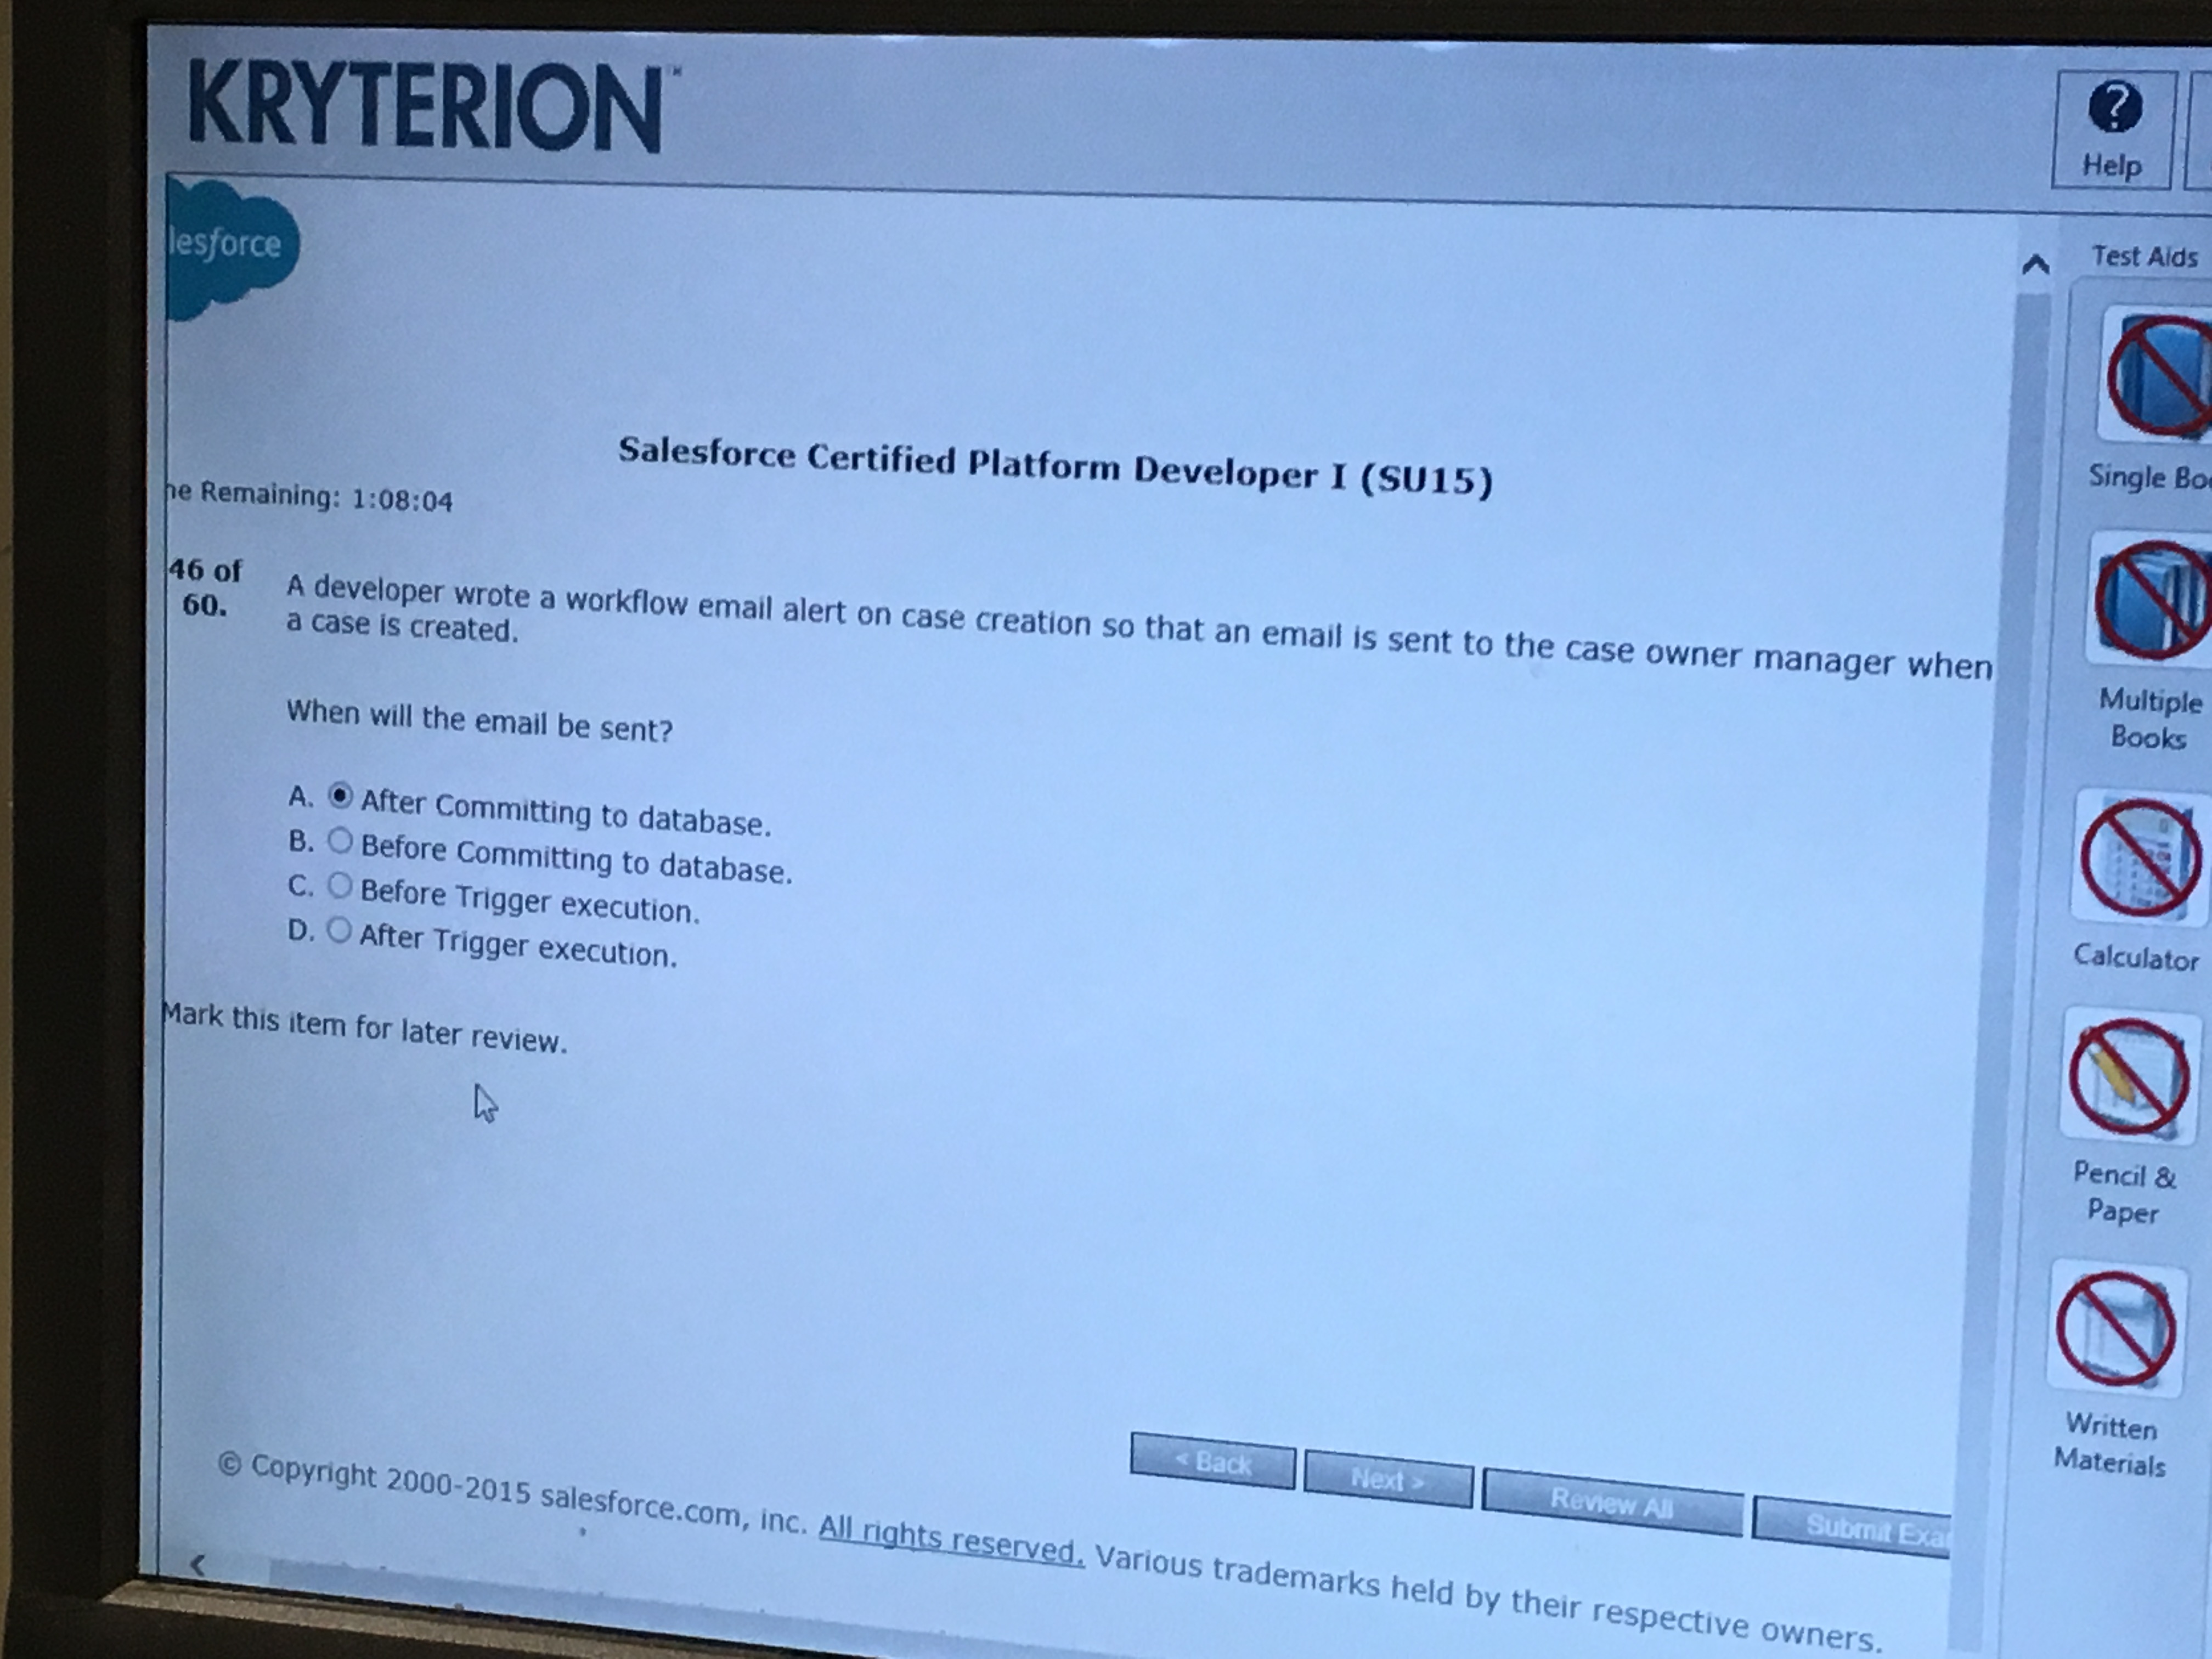 KRYTERION™
Help
lesforce
Test Aids
Salesforce Certified Platform Developer I (SU15)
he Remaining: 1:08:04
46 of
60.
A developer wrote a workflow email alert on case creation so that an email is sent to the case owner manager when
a case is created.
When will the email be sent?
A. After Committing to database.
B. Before Committing to database.
C. Before Trigger execution.
D. After Trigger execution.
Mark this item for later review.
Single Bo
Multiple
Books
Calculator
Pencil &
Paper
Written
Materials
< Back
Next >
Review All
Submit Exa
© Copyright 2000-2015 salesforce.com, inc. All rights reserved. Various trademarks held by their respective owners.